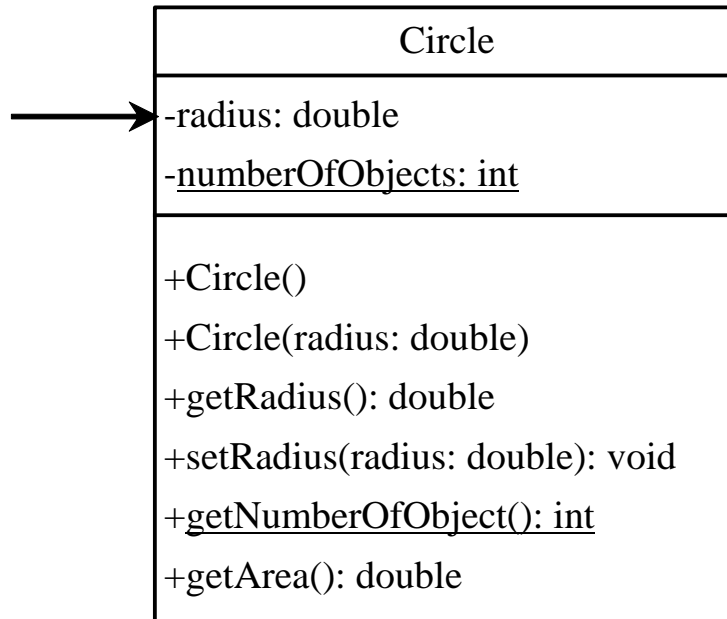 Circle
-radius: double
-numberOfObjects: int
+Circle()
+Circle(radius: double)
+getRadius(): double
+setRadius(radius: double): void
+getNumberOfObject(): int
+getArea(): double